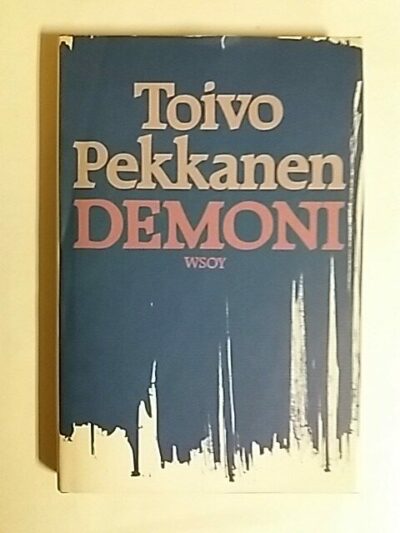 Toivo
Pekkanen
DEMONI
WSOY